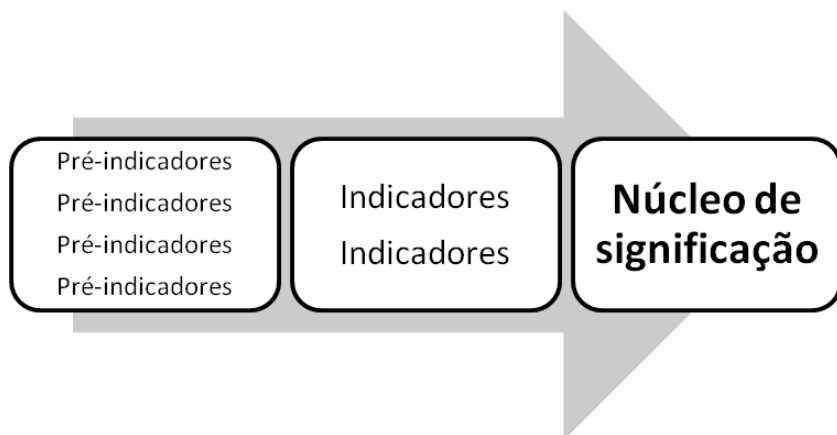 Pré-indicadores
Pré-indicadores
Pré-indicadores
Pré-indicadores
Indicadores
Indicadores
Núcleo de
significação